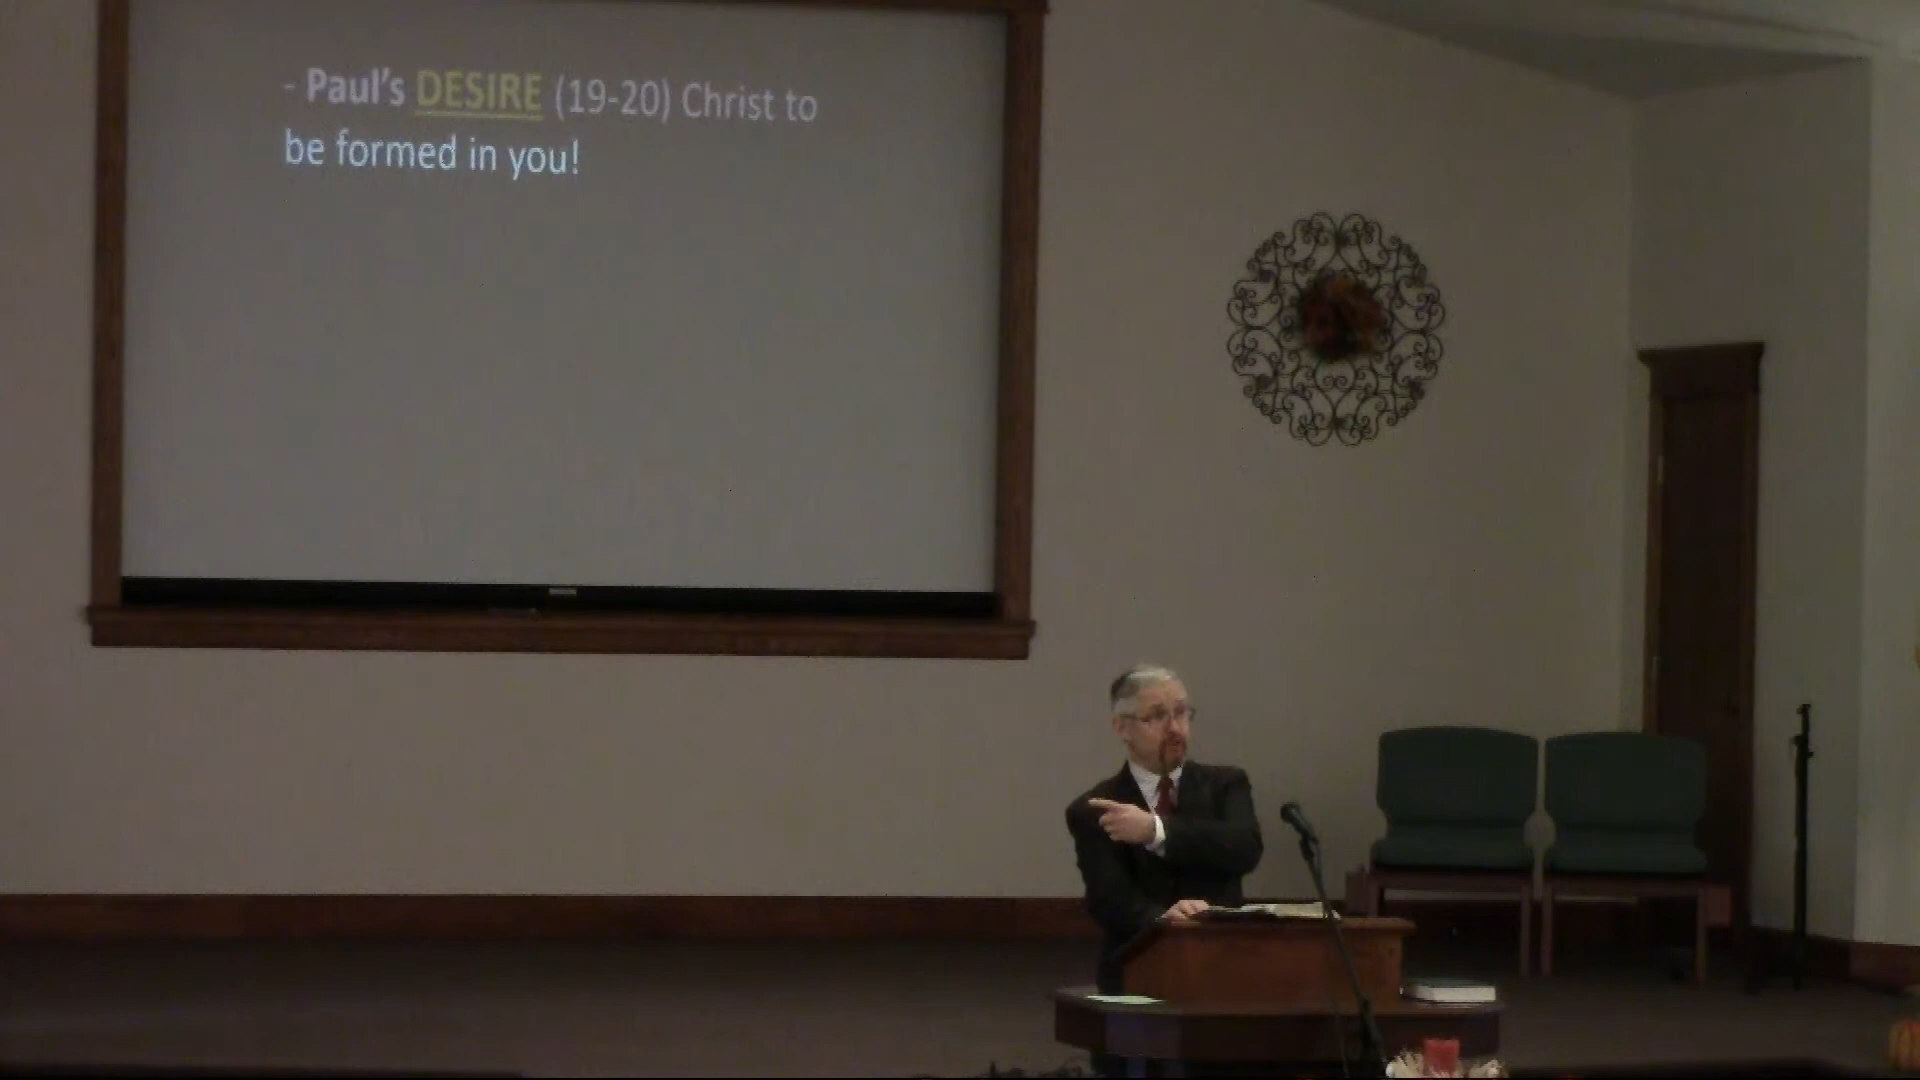 - Paul's DESIRE (19-20) Christ to
be formed in you!